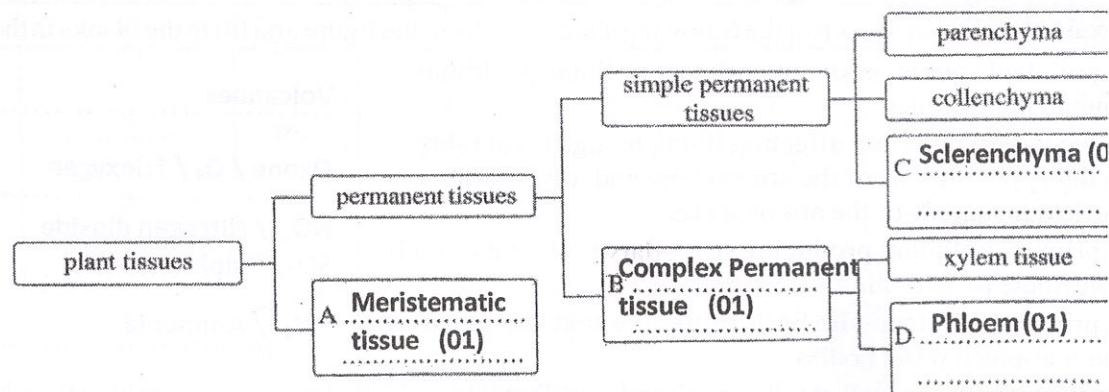 parenchyma
simple permanent
tissues
collenchyma
C Sclerenchyma (0
permanent tissues
plant tissues
B Complex Permanent
tissue (01)
xylem tissue
A Meristematic
tissue (01)
D Phloem (01)